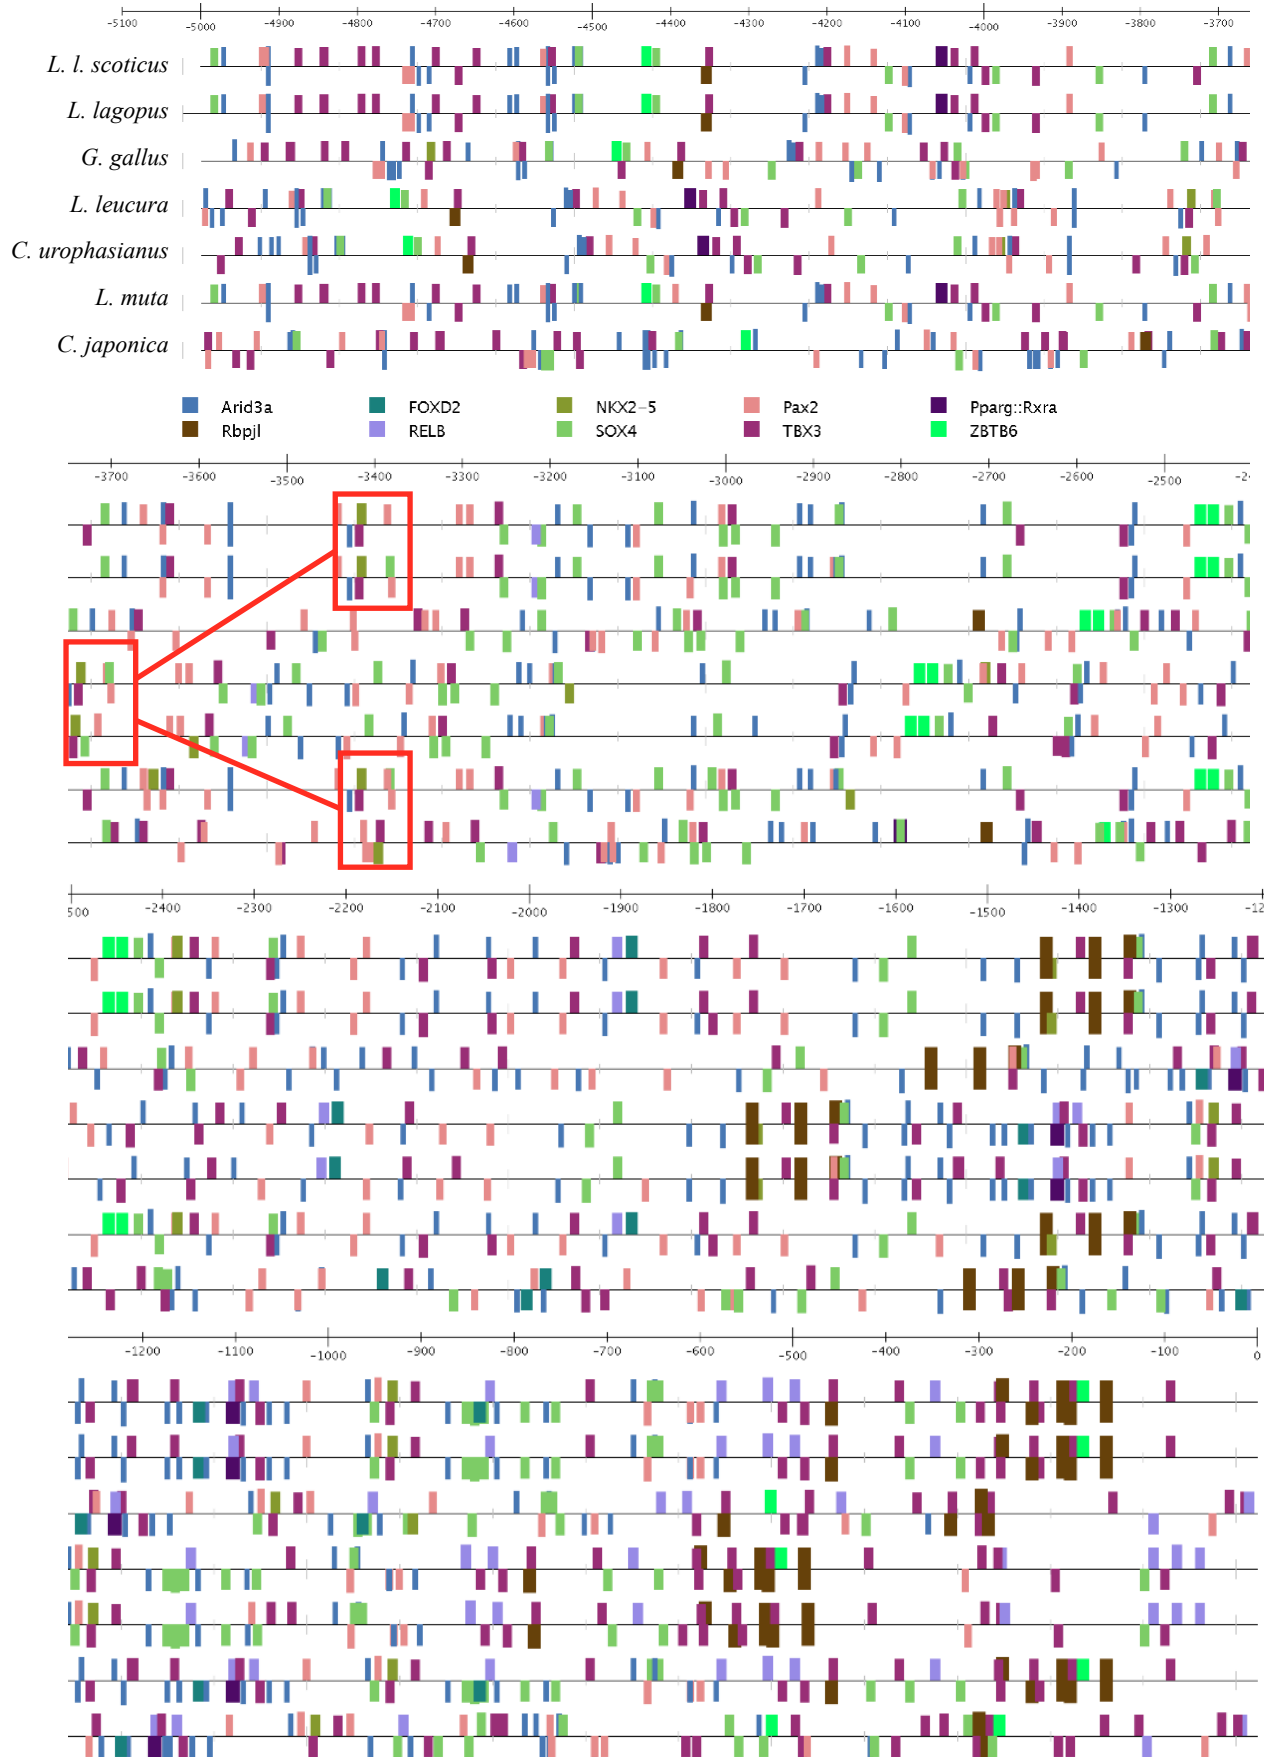 -5100 -5000 -4900 -4800 -4700 -4600 -4500 -4400 -4300 -4200 -4100 -4000 -3900 -3800 -3700
L. l. scoticus
L. lagopus
G. gallus
L. leucura
C. urophasianus
L. muta
C. japonica
Arid3a FOXD2 NKX2-5 Pax2 Pparg::Rxra
Rbpjl RELB SOX4 TBX3 ZBTB6
-3700 -3600 -3500 -3400 -3300 -3200 -3100 -3000 -2900 -2800 -2700 -2600 -2500 -2
500 -2400 -2300 -2200 -2100 -2000 -1900 -1800 -1700 -1600 -1500 -1400 -1300 -12
-1200 -1100 -1000 -900 -800 -700 -600 -500 -400 -300 -200 -100 0